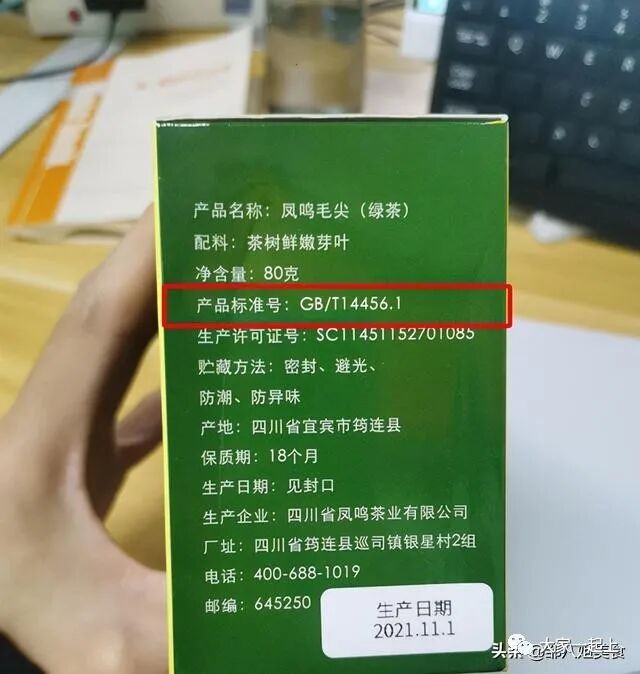 产品名称：凤鸣毛尖（绿茶）
配料：茶树鲜嫩芽叶
净含量：80克
产品标准号：GB/T14456.1
生产许可证号：SC11451152701085
贮藏方法：密封、避光、
防潮、防异味
产地：四川省宜宾市筠连县
保质期：18个月
生产日期：见封口
生产企业：四川省凤鸣茶业有限公司
厂址：四川省筠连县巡司镇银星村2组
电话：400-688-1019
邮编：645250
生产日期
2021.11.1